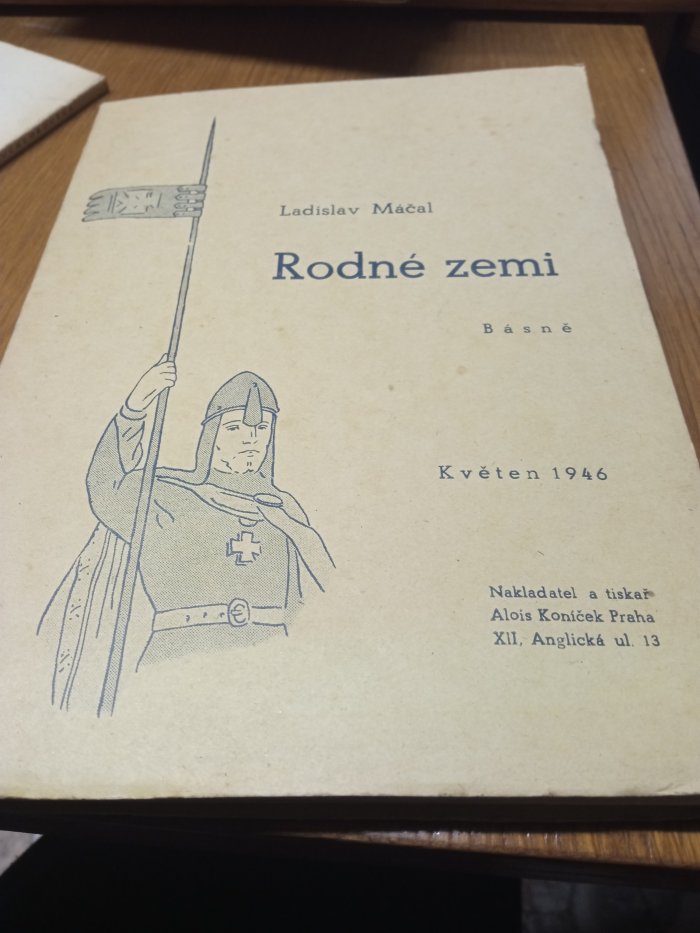 Ladislav Máčal
Rodné zemi
Básně
Květen 1946
Nakladatel a tiskař
Alois Koníček Praha
XII, Anglická ul. 13